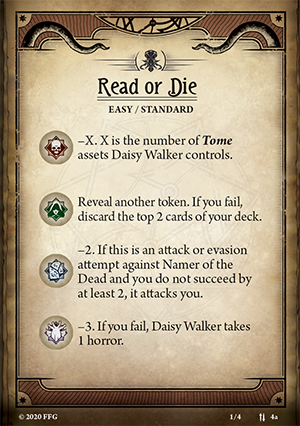 Read or Die
EASY / STANDARD
–X. X is the number of Tome
assets Daisy Walker controls.
Reveal another token. If you fail,
discard the top 2 cards of your deck.
–2. If this is an attack or evasion
attempt against Namer of the
Dead and you do not succeed by
at least 2, it attacks you.
–3. If you fail, Daisy Walker takes
1 horror.
© 2020 FFG
1/4
4a